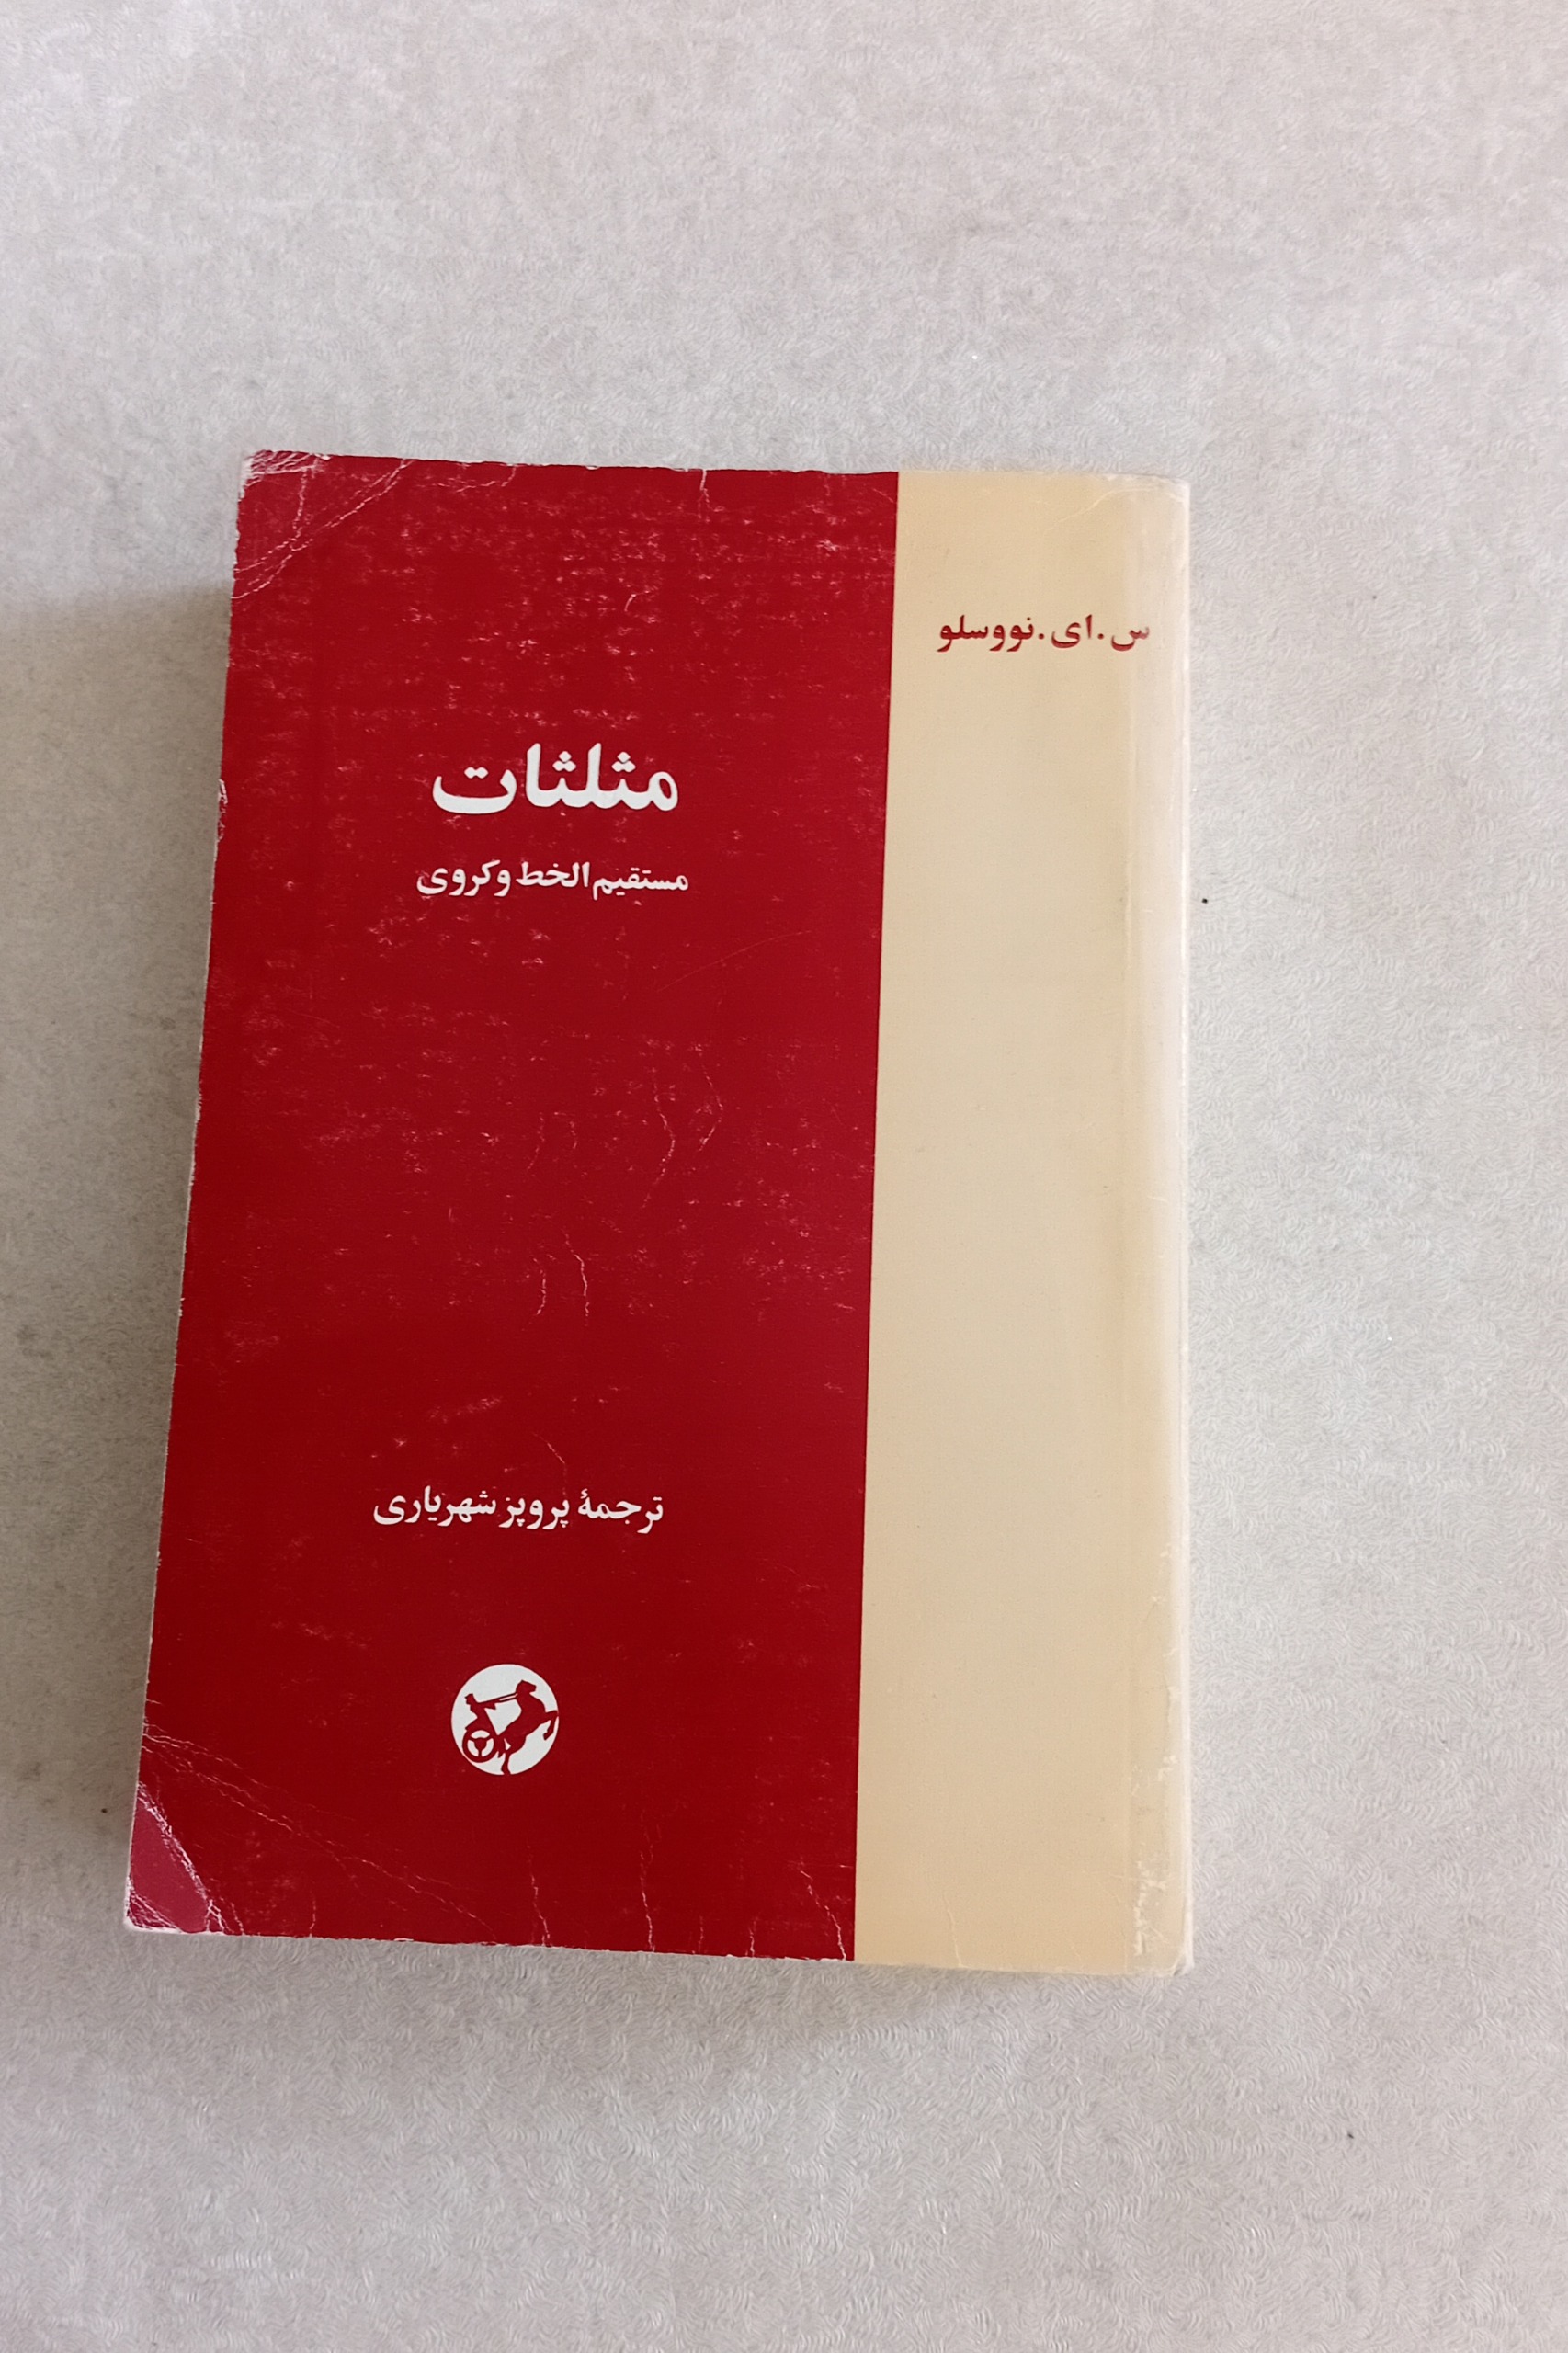 س.ای.نووسلو
مثلثات
مستقیم الخط و کروی
ترجمهٔ پرویز شهریاری